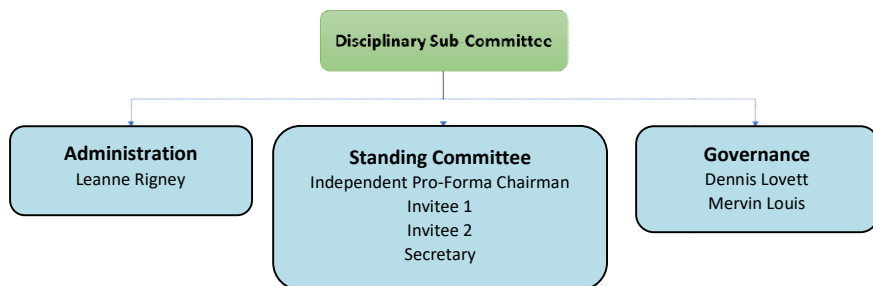 Disciplinary Sub Committee
Administration
Leanne Rigney
Standing Committee
Independent Pro-Forma Chairman
Invitee 1
Invitee 2
Secretary
Governance
Dennis Lovett
Mervin Louis